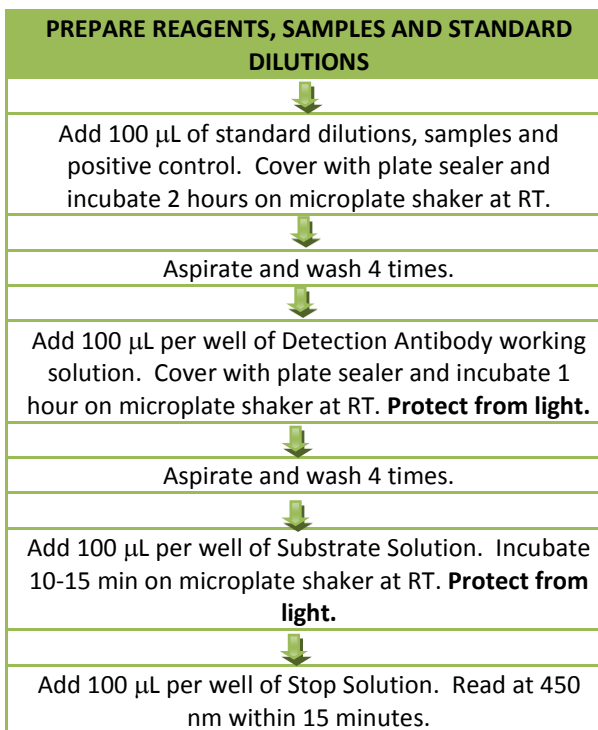 PREPARE REAGENTS, SAMPLES AND STANDARD
DILUTIONS
Add 100 μL of standard dilutions, samples and
positive control.  Cover with plate sealer and
incubate 2 hours on microplate shaker at RT.
Aspirate and wash 4 times.
Add 100 μL per well of Detection Antibody working
solution.  Cover with plate sealer and incubate 1
hour on microplate shaker at RT. Protect from light.
Aspirate and wash 4 times.
Add 100 μL per well of Substrate Solution.  Incubate
10-15 min on microplate shaker at RT. Protect from
light.
Add 100 μL per well of Stop Solution.  Read at 450
nm within 15 minutes.